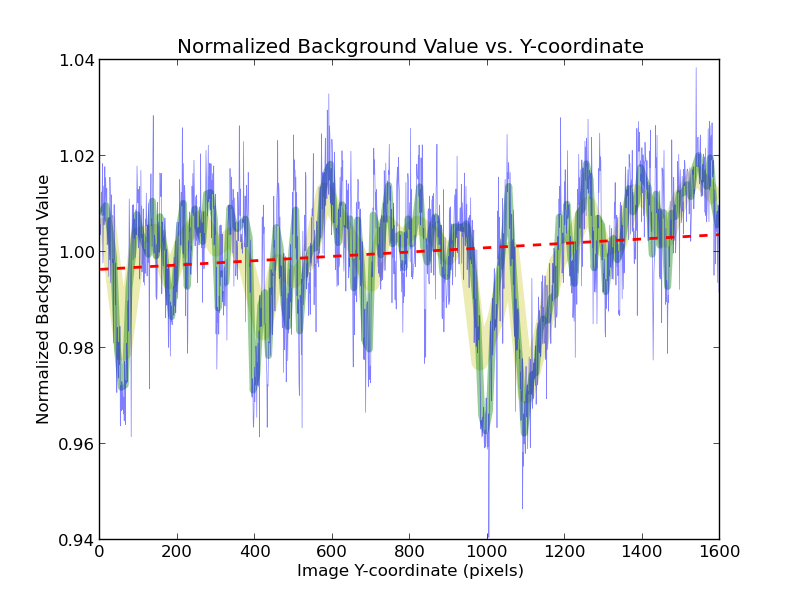 Normalized Background Value vs. Y-coordinate
1.04
1.02
1.00
0.98
0.96
0.94
Normalized Background Value
0 200 400 600 800 1000 1200 1400 1600
Image Y-coordinate (pixels)